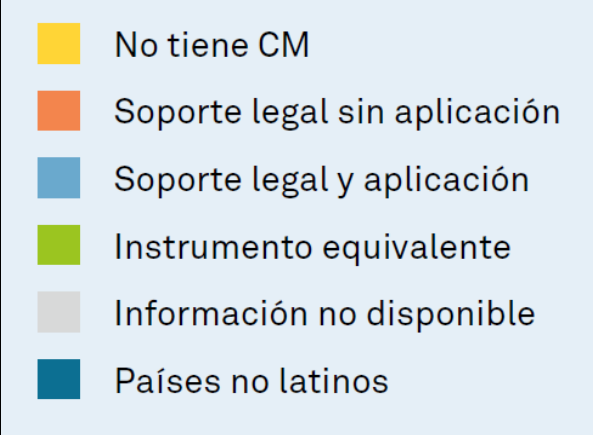 No tiene CM
Soporte legal sin aplicación
Soporte legal y aplicación
Instrumento equivalente
Información no disponible
Países no latinos